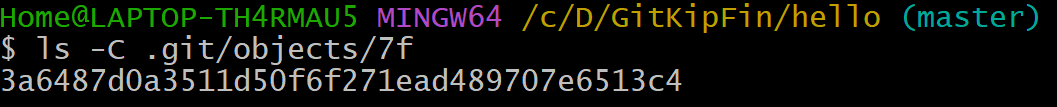 Home@LAPTOP-TH4RMAU5 MINGW64 /c/D/GitKipFin/hello (master)
$ ls -C .git/objects/7f
3a6487d0a3511d50f6f271ead489707e6513c4